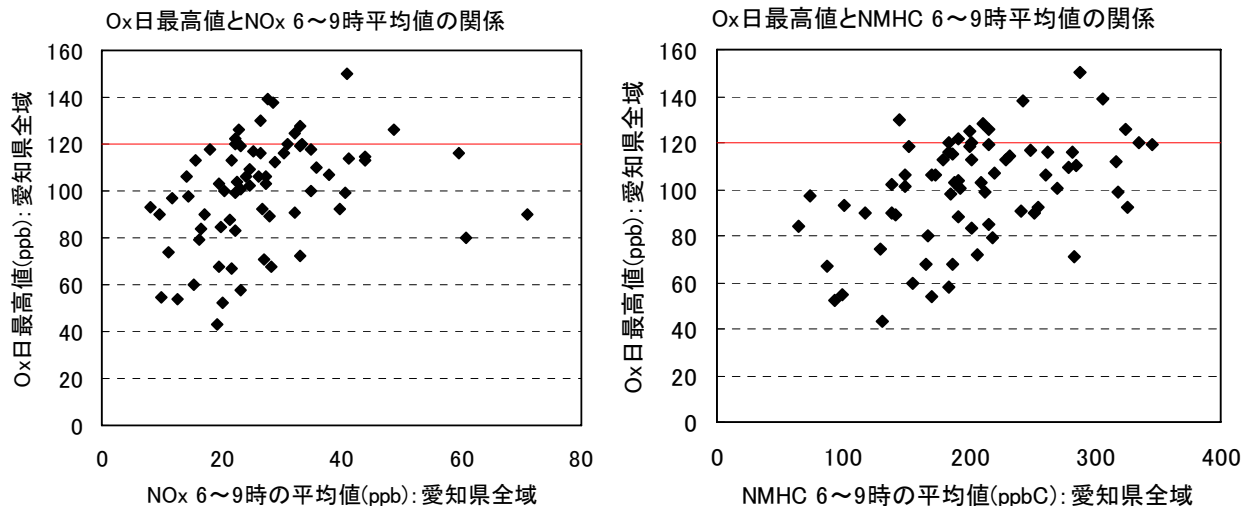 Ox日最高値とNOx 6～9時平均値の関係
Ox日最高値(ppb)：愛知県全域
160
140
120
100
80
60
40
20
0
0 20 40 60 80
NOx 6～9時の平均値(ppb)：愛知県全域
Ox日最高値とNMHC 6～9時平均値の関係
Ox日最高値(ppb)：愛知県全域
160
140
120
100
80
60
40
20
0
0 100 200 300 400
NMHC 6～9時の平均値(ppbC)：愛知県全域